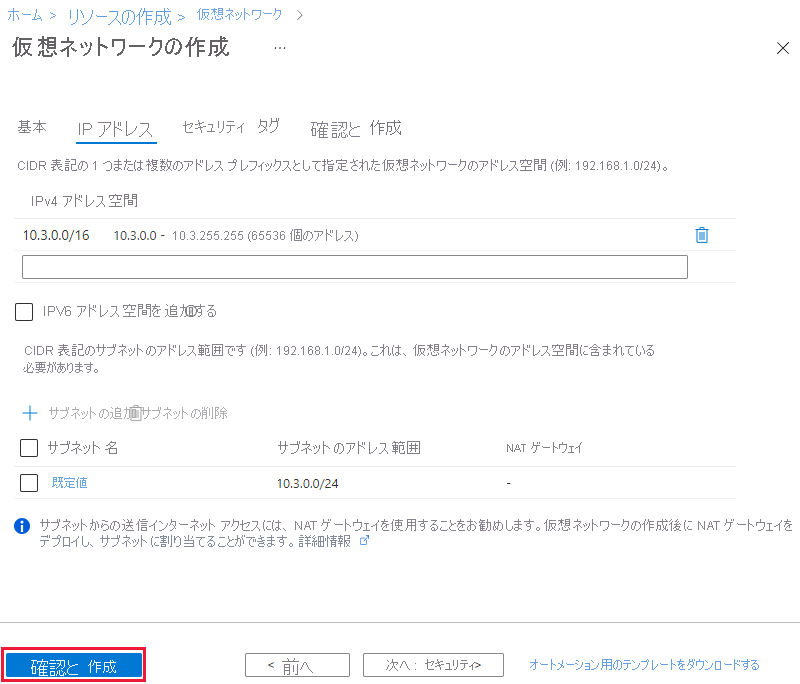 ホーム > リソースの作成 > 仮想ネットワーク >
仮想ネットワークの作成 ...
基本 IP アドレス セキュリティ タグ 確認と 作成
CIDR 表記の 1 つまたは複数のアドレス プレフィックスとして指定された仮想ネットワークのアドレス空間 (例: 192.168.1.0/24)。
IPv4 アドレス空間
10.3.0.0/16 10.3.0.0 - 10.3.255.255 (65536 個のアドレス)
IPV6 アドレス空間を追加する
CIDR 表記のサブネットのアドレス範囲です (例: 192.168.1.0/24)。これは、仮想ネットワークのアドレス空間に含まれている
必要があります。
サブネットの追加 サブネットの削除
サブネット 名 サブネットのアドレス範囲 NAT ゲートウェイ
既定値 10.3.0.0/24 -
サブネットからの送信インターネット アクセスには、NAT ゲートウェイを使用することをお勧めします。仮想ネットワークの作成後に NAT ゲートウェイを
デプロイし、サブネットに割り当てることができます。詳細情報
確認と 作成 < 前へ 次へ: セキュリティ> オートメーション用のテンプレートをダウンロードする